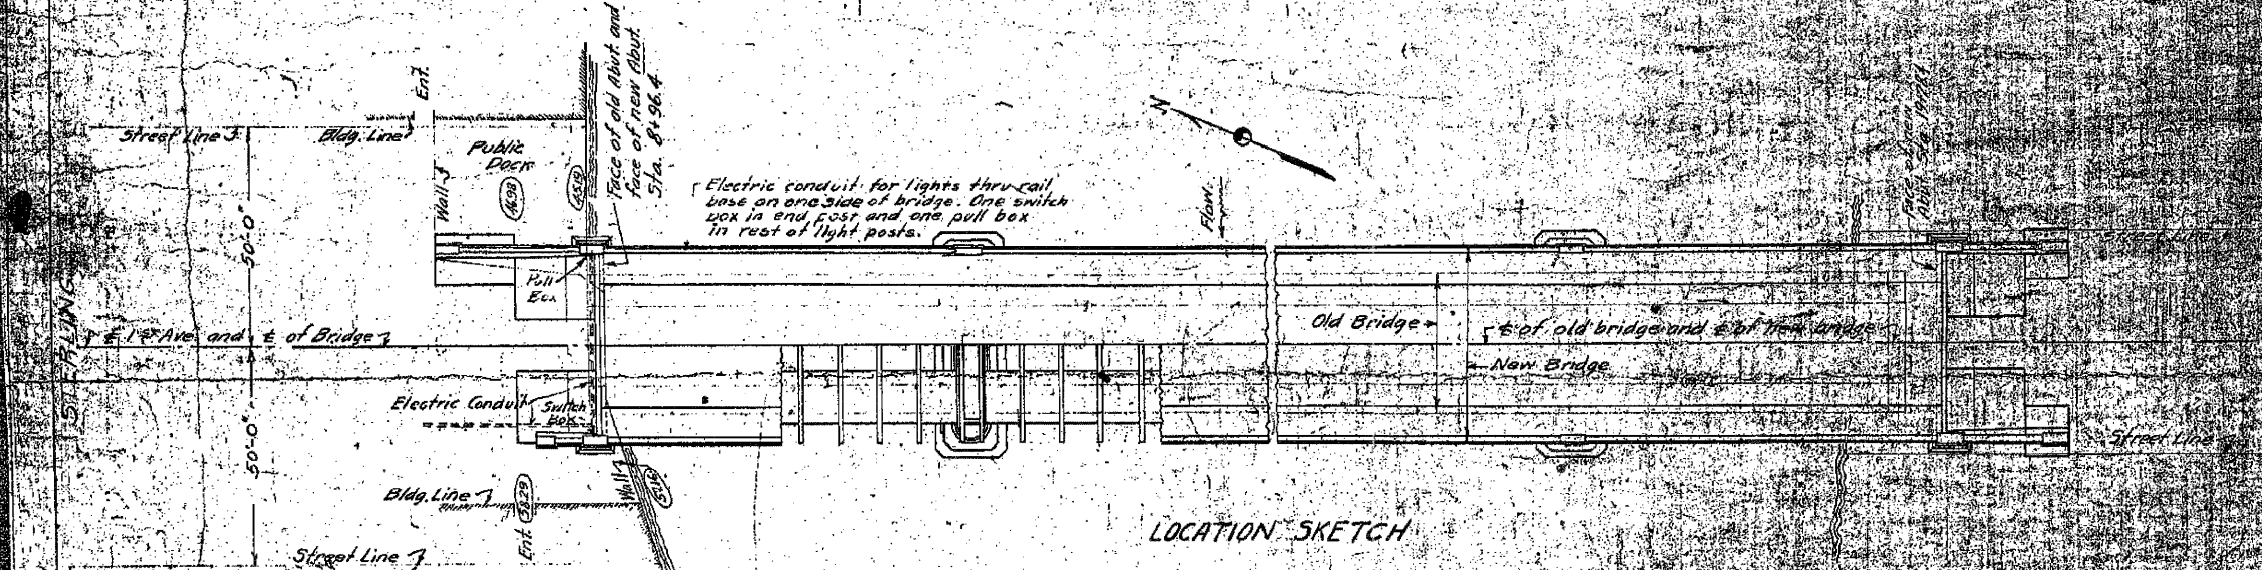 Ent.
Street Line
Bldg. Line
Public
Dock
Wall
Face of old Abut. and
face of new Abut.
Sta. 8+96.4
N
Electric conduit for lights thru rail
base on one side of bridge. One switch
box in end post and one pull box
in rest of light posts.
Flow
50'-0"
Pull
Box
℄ 1st Ave. and ℄ of Bridge
Old Bridge
℄ of old bridge and ℄ of new bridge
New Bridge
Electric Conduit
Switch
Box
50'-0"
Street Line
Bldg. Line
Wall
Ent.
LOCATION SKETCH
Street Line